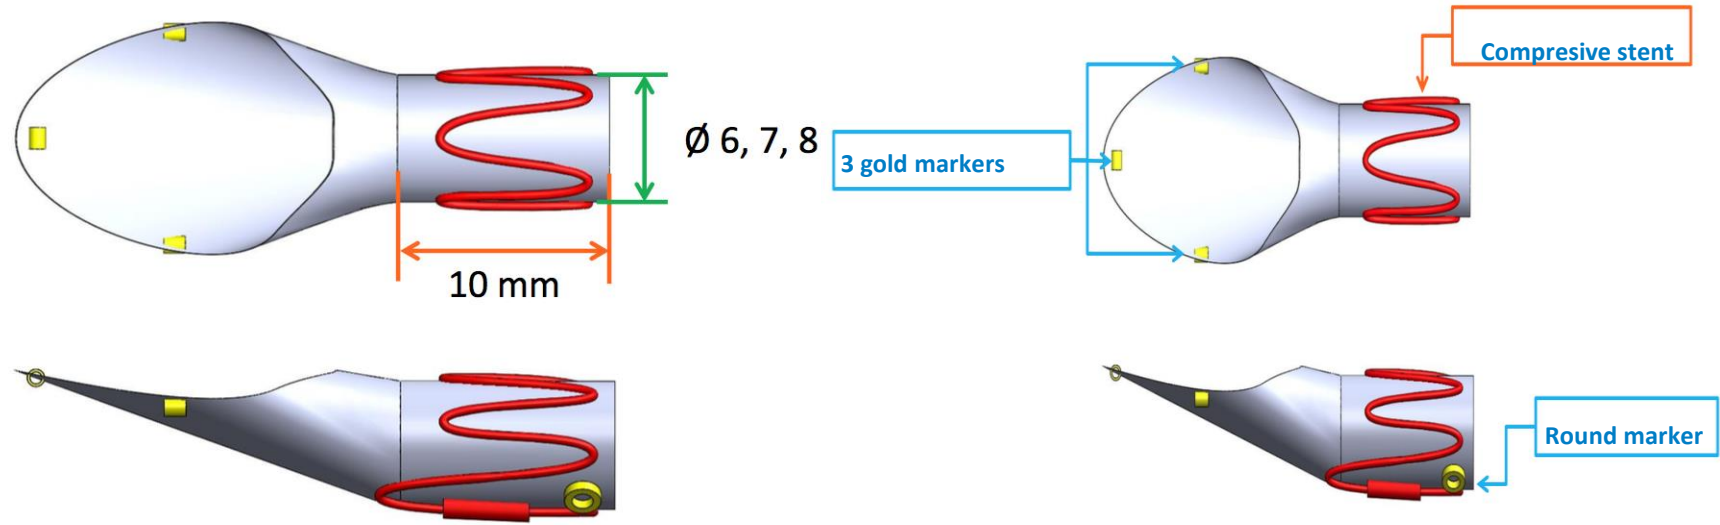 Compresive stent
Ø 6, 7, 8
3 gold markers
10 mm
Round marker